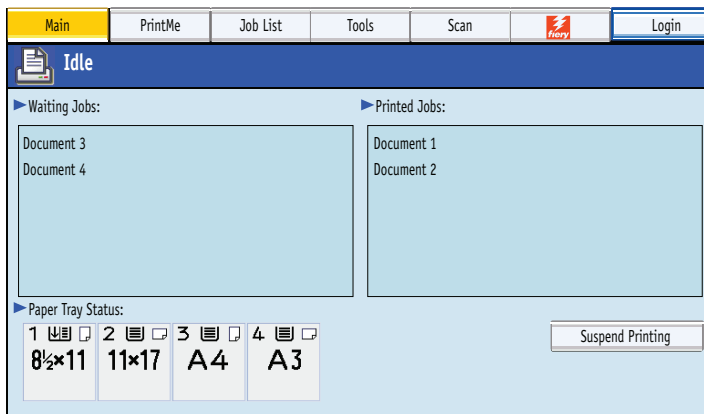 Main PrintMe Job List Tools Scan fiery Login
Idle
Waiting Jobs:
Document 3
Document 4
Printed Jobs:
Document 1
Document 2
Paper Tray Status:
1 2 3 4
8½×11 11×17 A4 A3
Suspend Printing